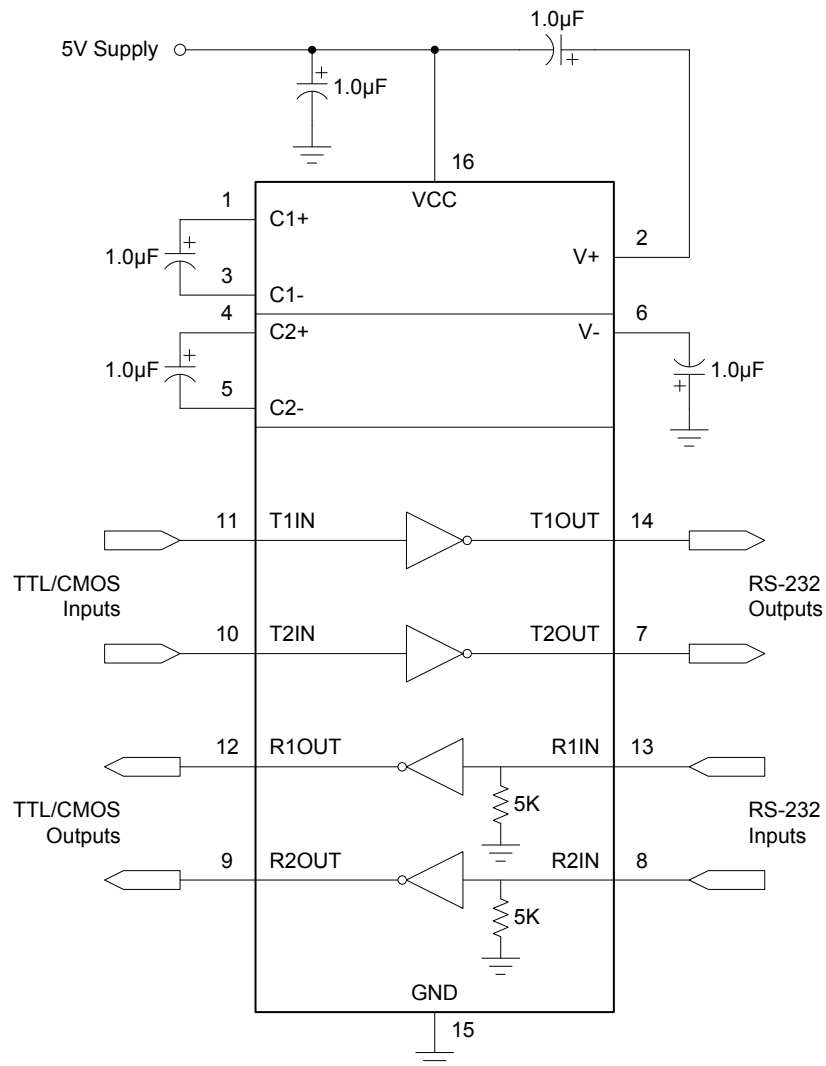 1.0µF
5V Supply
+
+
1.0µF
16
VCC
1
C1+
2
V+
+
1.0µF
3
C1-
4
C2+
6
V-
+
1.0µF
1.0µF
+
5
C2-
11
T1IN
T1OUT
14
TTL/CMOS
Inputs
RS-232
Outputs
10
T2IN
T2OUT
7
12
R1OUT
R1IN
13
5K
TTL/CMOS
Outputs
RS-232
Inputs
9
R2OUT
R2IN
8
5K
GND
15